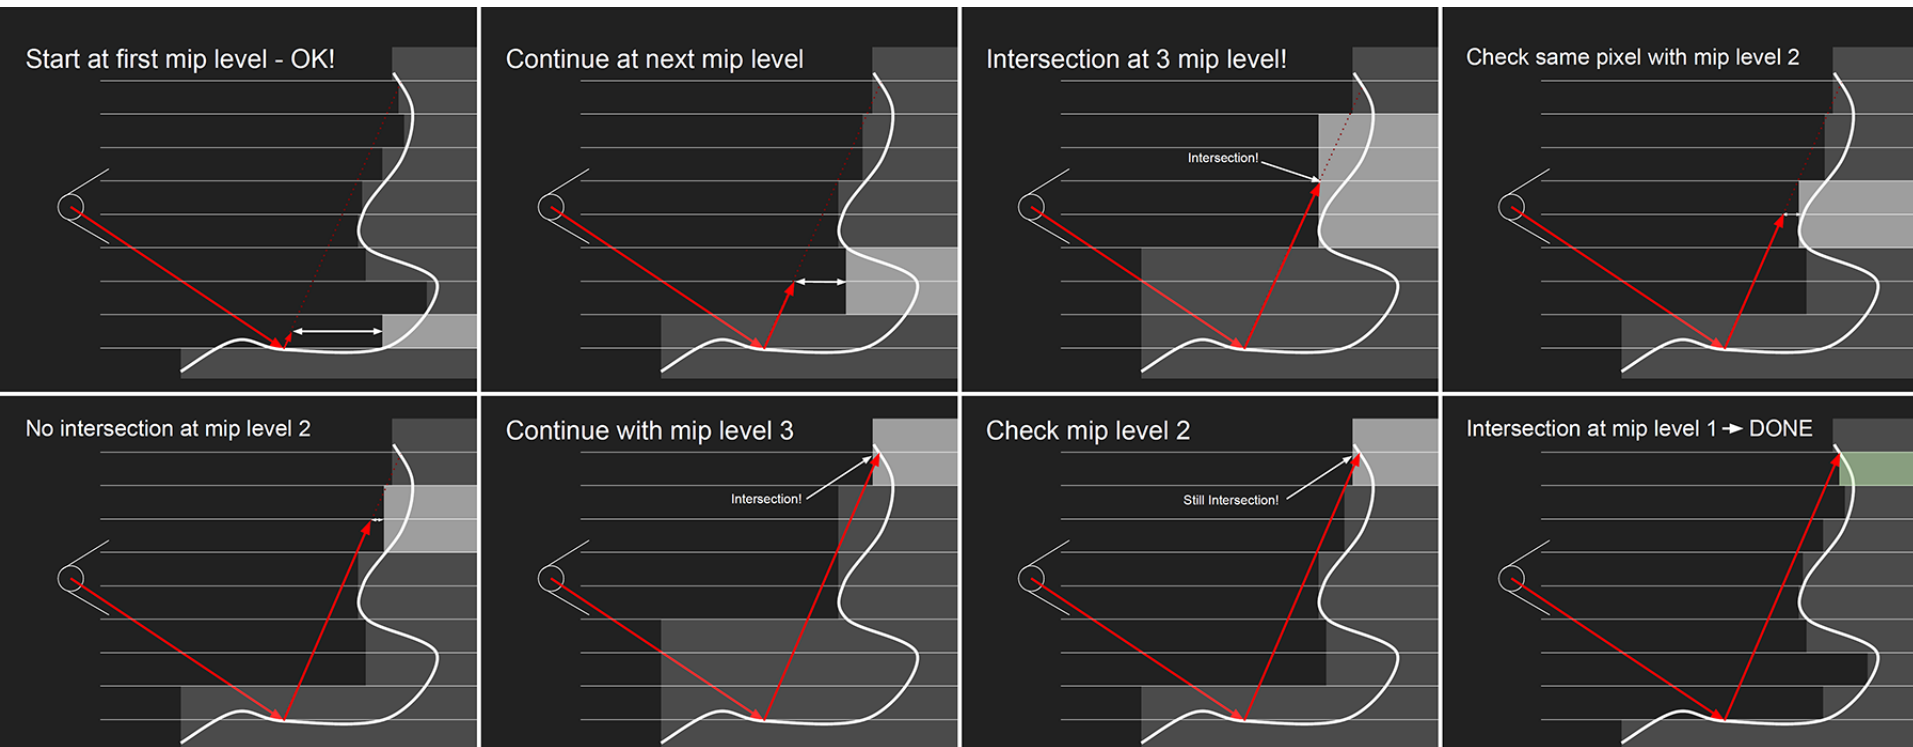 Start at first mip level - OK!
Continue at next mip level
Intersection at 3 mip level!
Intersection!
Check same pixel with mip level 2
No intersection at mip level 2
Continue with mip level 3
Intersection!
Check mip level 2
Still Intersection!
Intersection at mip level 1 → DONE